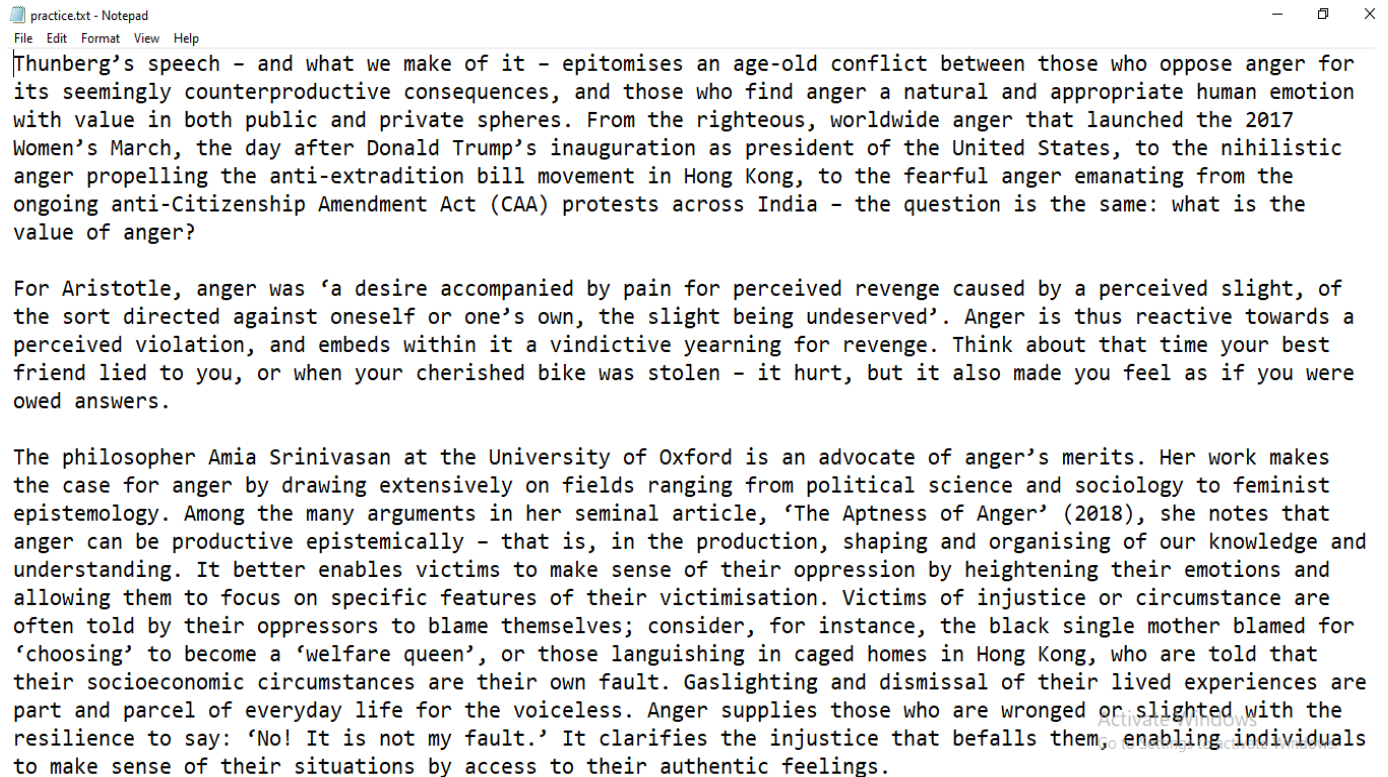 practice.txt - Notepad
File Edit Format View Help
Thunberg’s speech – and what we make of it – epitomises an age-old conflict between those who oppose anger for
its seemingly counterproductive consequences, and those who find anger a natural and appropriate human emotion
with value in both public and private spheres. From the righteous, worldwide anger that launched the 2017
Women’s March, the day after Donald Trump’s inauguration as president of the United States, to the nihilistic
anger propelling the anti-extradition bill movement in Hong Kong, to the fearful anger emanating from the
ongoing anti-Citizenship Amendment Act (CAA) protests across India – the question is the same: what is the
value of anger?
For Aristotle, anger was ‘a desire accompanied by pain for perceived revenge caused by a perceived slight, of
the sort directed against oneself or one’s own, the slight being undeserved’. Anger is thus reactive towards a
perceived violation, and embeds within it a vindictive yearning for revenge. Think about that time your best
friend lied to you, or when your cherished bike was stolen – it hurt, but it also made you feel as if you were
owed answers.
The philosopher Amia Srinivasan at the University of Oxford is an advocate of anger’s merits. Her work makes
the case for anger by drawing extensively on fields ranging from political science and sociology to feminist
epistemology. Among the many arguments in her seminal article, ‘The Aptness of Anger’ (2018), she notes that
anger can be productive epistemically – that is, in the production, shaping and organising of our knowledge and
understanding. It better enables victims to make sense of their oppression by heightening their emotions and
allowing them to focus on specific features of their victimisation. Victims of injustice or circumstance are
often told by their oppressors to blame themselves; consider, for instance, the black single mother blamed for
‘choosing’ to become a ‘welfare queen’, or those languishing in caged homes in Hong Kong, who are told that
their socioeconomic circumstances are their own fault. Gaslighting and dismissal of their lived experiences are
part and parcel of everyday life for the voiceless. Anger supplies those who are wronged or slighted with the
resilience to say: ‘No! It is not my fault.’ It clarifies the injustice that befalls them, enabling individuals
to make sense of their situations by access to their authentic feelings.
Activate Windows
Go to Settings to activate Windows.